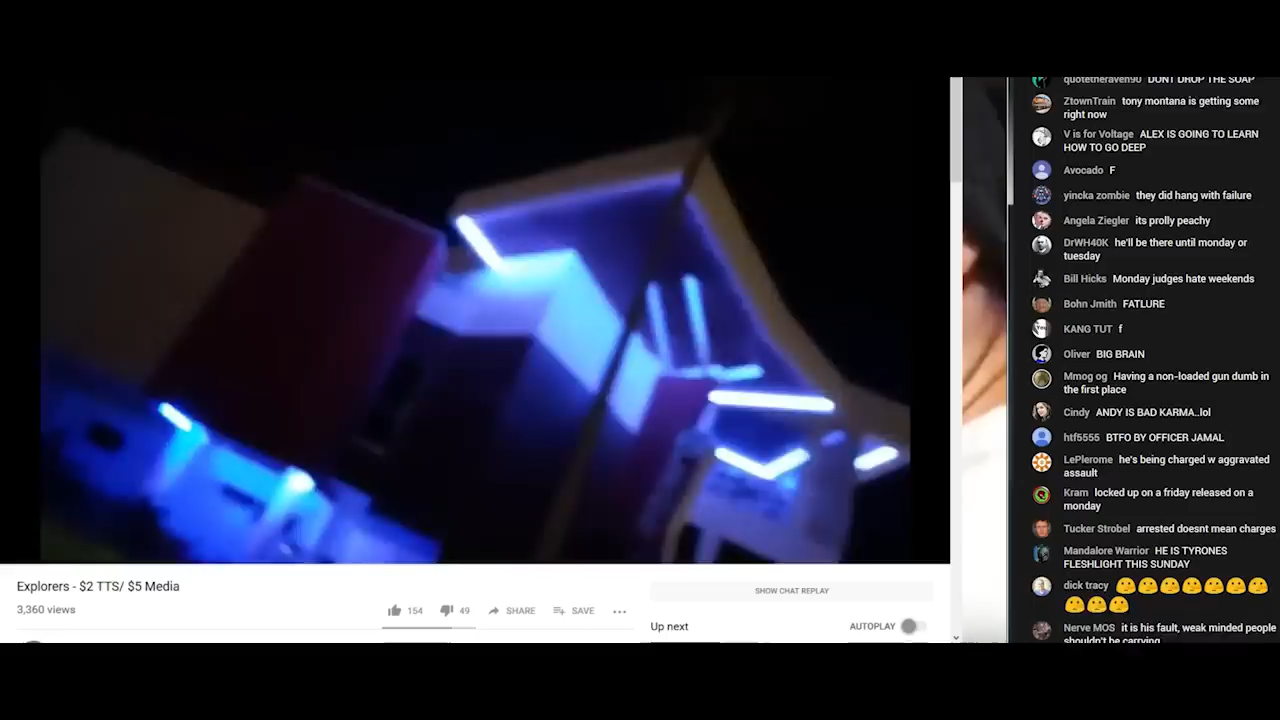 Explorers - $2 TTS/ $5 Media
3,360 views
154
49
SHARE
SAVE
SHOW CHAT REPLAY
Up next
AUTOPLAY
quotetheraven90 DONT DROP THE SOAP
ZtownTrain tony montana is getting some
right now
V is for Voltage ALEX IS GOING TO LEARN
HOW TO GO DEEP
Avocado F
yincka zombie they did hang with failure
Angela Ziegler its prolly peachy
DrWH40K he'll be there until monday or
tuesday
Bill Hicks Monday judges hate weekends
Bohn Jmith FATLURE
KANG TUT f
Oliver BIG BRAIN
Mmog og Having a non-loaded gun dumb in
the first place
Cindy ANDY IS BAD KARMA..lol
htf5555 BTFO BY OFFICER JAMAL
LePlerome he's being charged w aggravated
assault
Kram locked up on a friday released on a
monday
Tucker Strobel arrested doesnt mean charges
Mandalore Warrior HE IS TYRONES
FLESHLIGHT THIS SUNDAY
dick tracy
Nerve MOS it is his fault, weak minded people
shouldn't be carrying